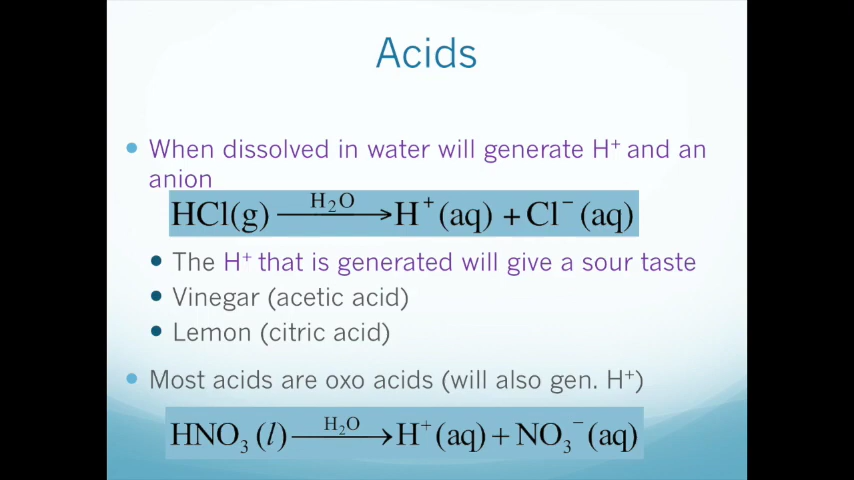 Acids
• When dissolved in water will generate H⁺ and an
anion
HCl(g) —H₂O→ H⁺(aq) + Cl⁻(aq)
• The H⁺ that is generated will give a sour taste
• Vinegar (acetic acid)
• Lemon (citric acid)
• Most acids are oxo acids (will also gen. H⁺)
HNO₃(l) —H₂O→ H⁺(aq) + NO₃⁻(aq)